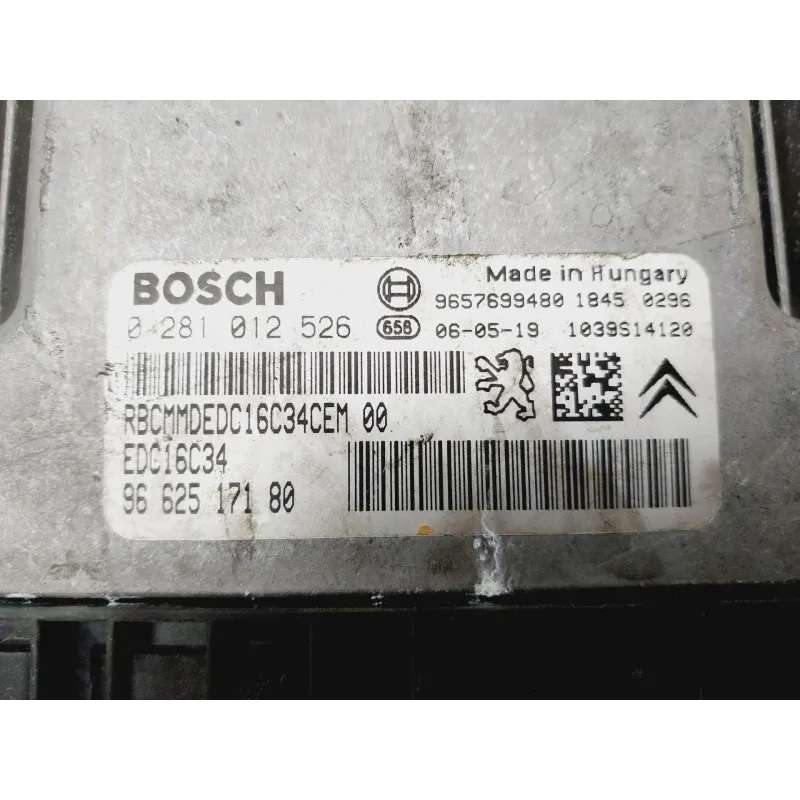 BOSCH
Made in Hungary
9657699480 1845 0296
0 281 012 526 656 06-05-19 1039S14120
RBCMMDEDC16C34CEM 00
EDC16C34
96 625 171 80